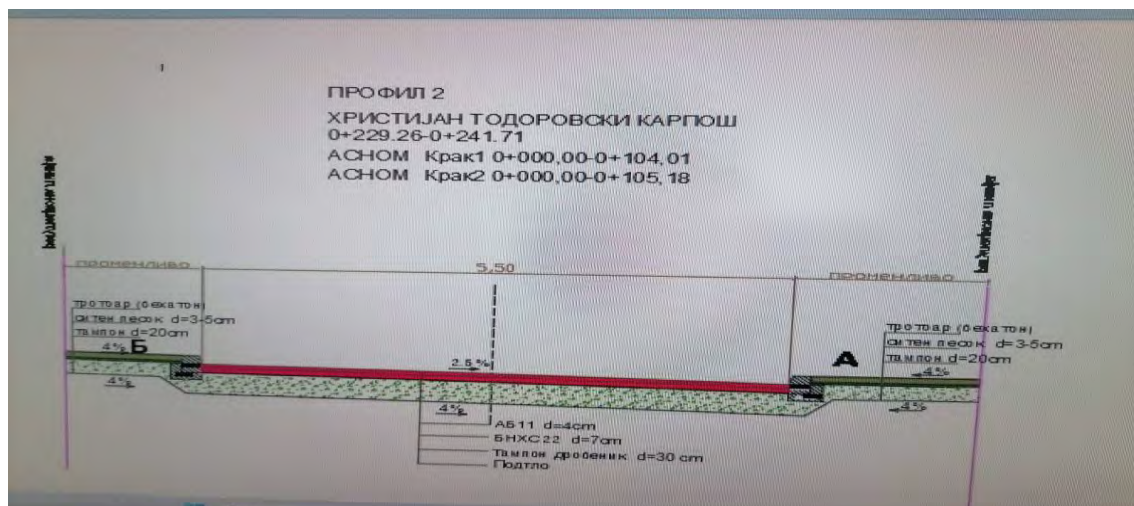 ПРОФИЛ 2
ХРИСТИЈАН ТОДОРОВСКИ КАРПОШ
0+229.26-0+241.71
АСНОМ Крак1 0+000,00-0+104,01
АСНОМ Крак2 0+000,00-0+105,18
променливо
5,50
променливо
тротоар (бекатон)
ситен песок d=3-5cm
тампон d=20cm
4%
Б
4%
2.5%
4%
тротоар (бекатон)
ситен песок d=3-5cm
тампон d=20cm
А
4%
4%
АБ11 d=4cm
БНХС22 d=7cm
Тампон дробеник d=30 cm
Подтло